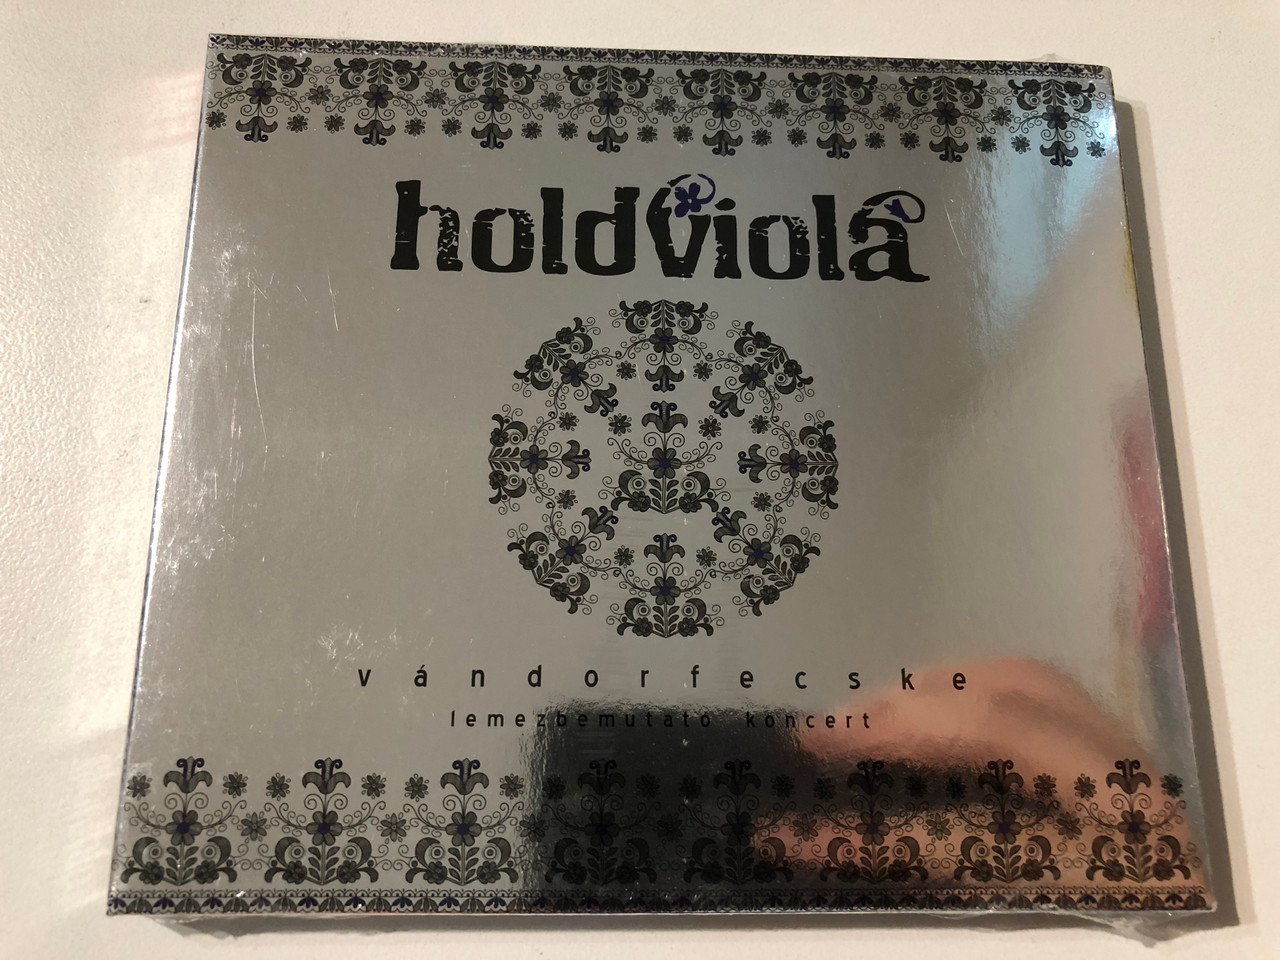 holdviola
vándorfecske
lemezbemutató koncert